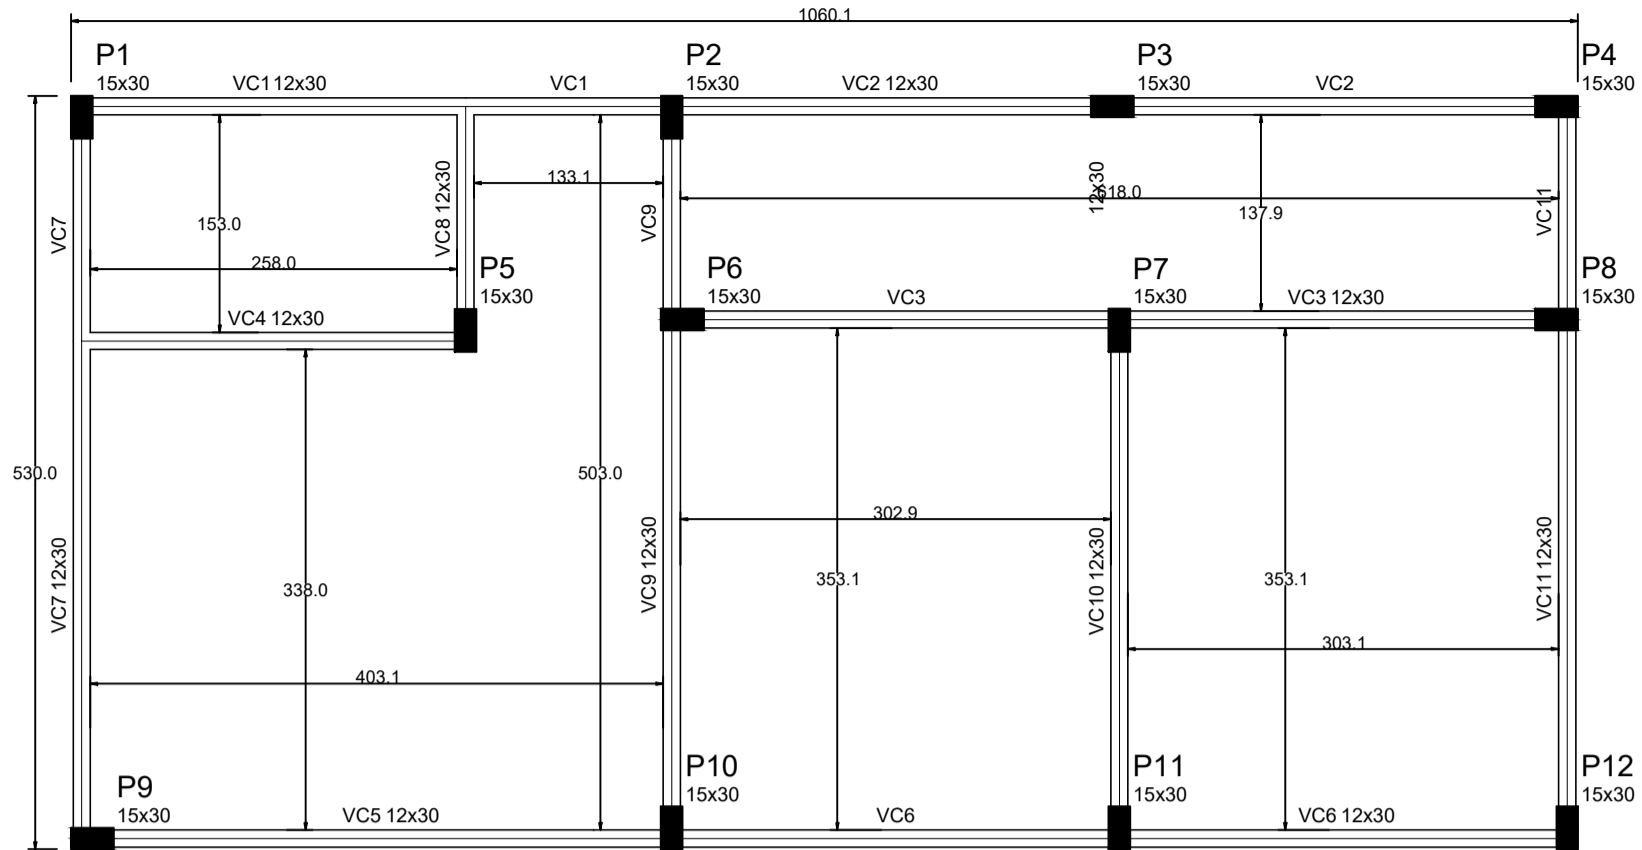 1060.1
P1
P2
P3
P4
15x30
VC1 12x30
VC1
15x30
VC2 12x30
15x30
VC2
15x30
VC7
153.0
258.0
VC8 12x30
133.1
VC9
12x30
618.0
137.9
VC11
P5
15x30
P6
15x30
VC3
P7
15x30
VC3 12x30
P8
15x30
VC4 12x30
530.0
503.0
302.9
VC7 12x30
338.0
VC9 12x30
353.1
VC10 12x30
353.1
VC11 12x30
303.1
403.1
P9
15x30
VC5 12x30
P10
15x30
VC6
P11
15x30
VC6 12x30
P12
15x30